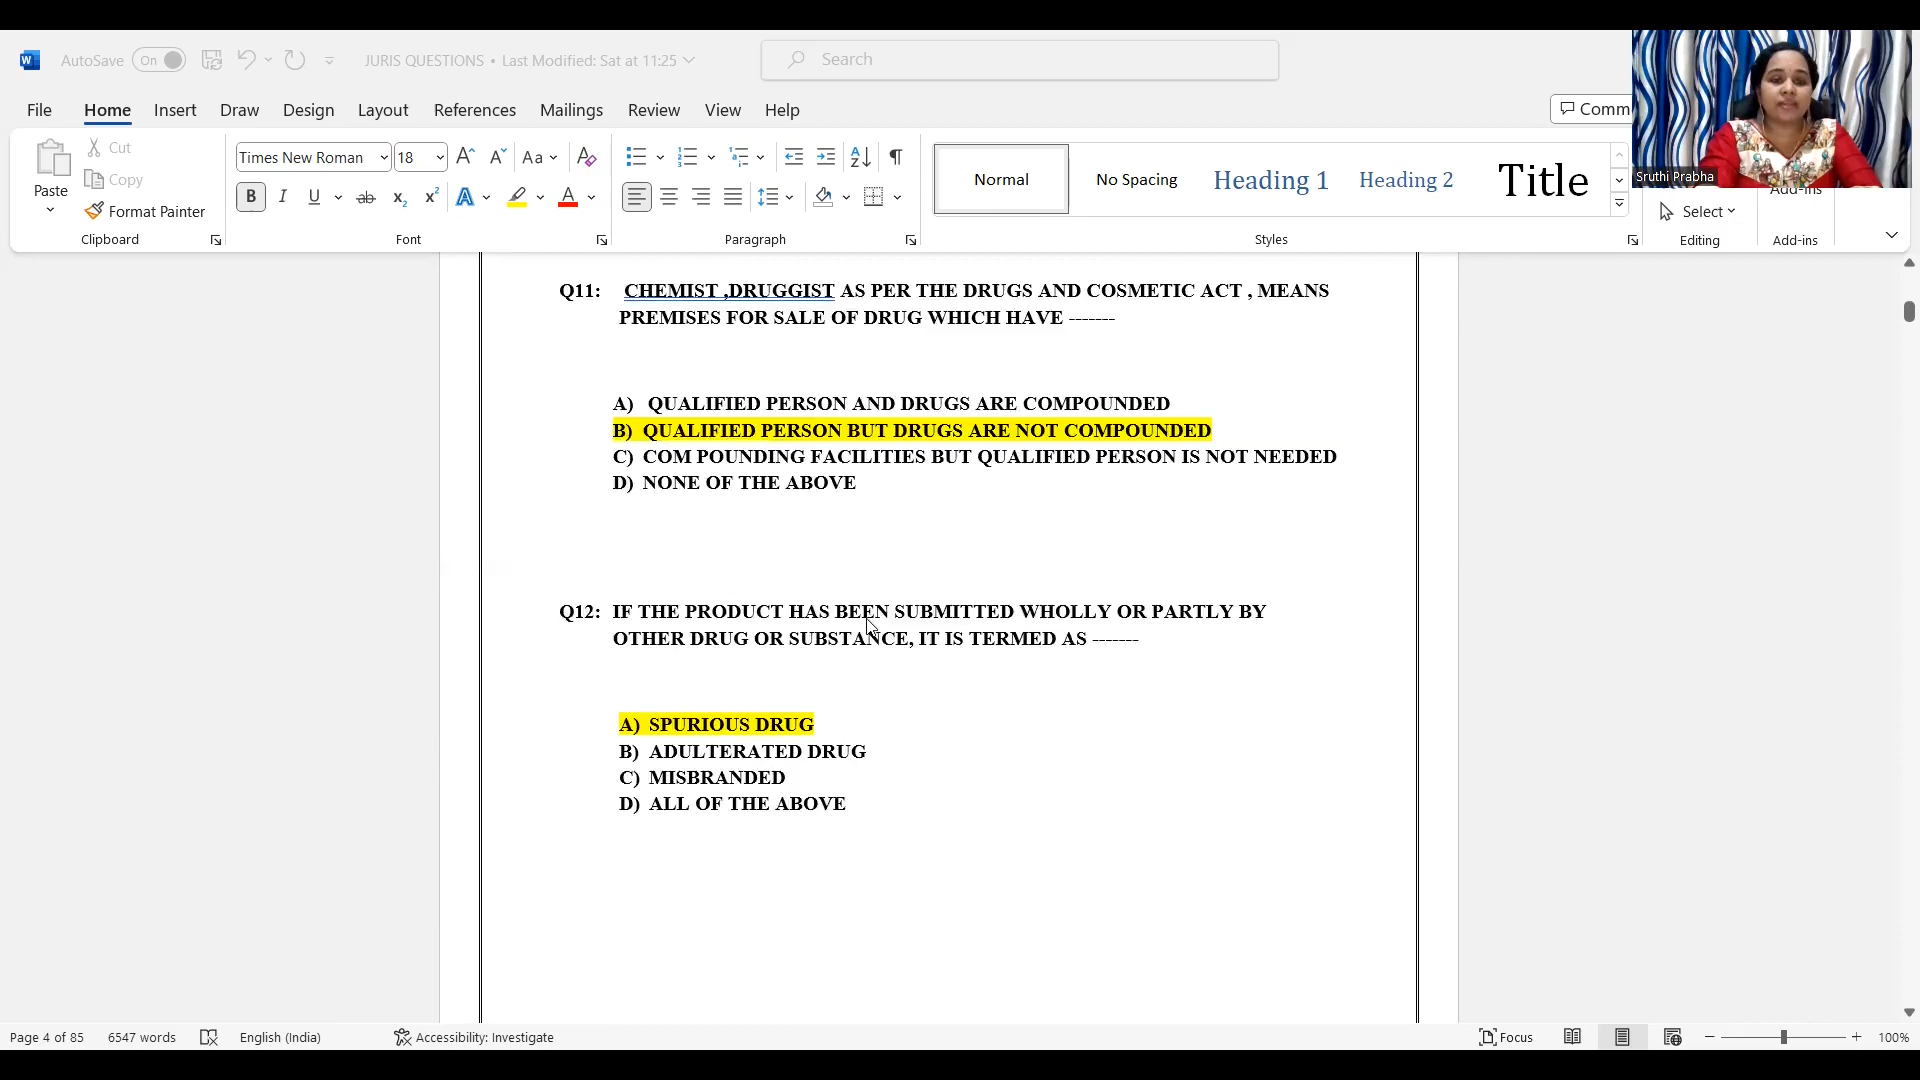 AutoSave On JURIS QUESTIONS • Last Modified: Sat at 11:25 Search
File Home Insert Draw Design Layout References Mailings Review View Help Comm
Paste Cut Copy Format Painter
Clipboard
Times New Roman 18
Font
Paragraph
Normal No Spacing Heading 1 Heading 2 Title
Styles
Select
Editing
Add-ins
Add-ins
Sruthi Prabha
Q11: CHEMIST ,DRUGGIST AS PER THE DRUGS AND COSMETIC ACT , MEANS
PREMISES FOR SALE OF DRUG WHICH HAVE -------
A) QUALIFIED PERSON AND DRUGS ARE COMPOUNDED
B) QUALIFIED PERSON BUT DRUGS ARE NOT COMPOUNDED
C) COM POUNDING FACILITIES BUT QUALIFIED PERSON IS NOT NEEDED
D) NONE OF THE ABOVE
Q12: IF THE PRODUCT HAS BEEN SUBMITTED WHOLLY OR PARTLY BY
OTHER DRUG OR SUBSTANCE, IT IS TERMED AS -------
A) SPURIOUS DRUG
B) ADULTERATED DRUG
C) MISBRANDED
D) ALL OF THE ABOVE
Page 4 of 85 6547 words English (India) Accessibility: Investigate Focus 100%